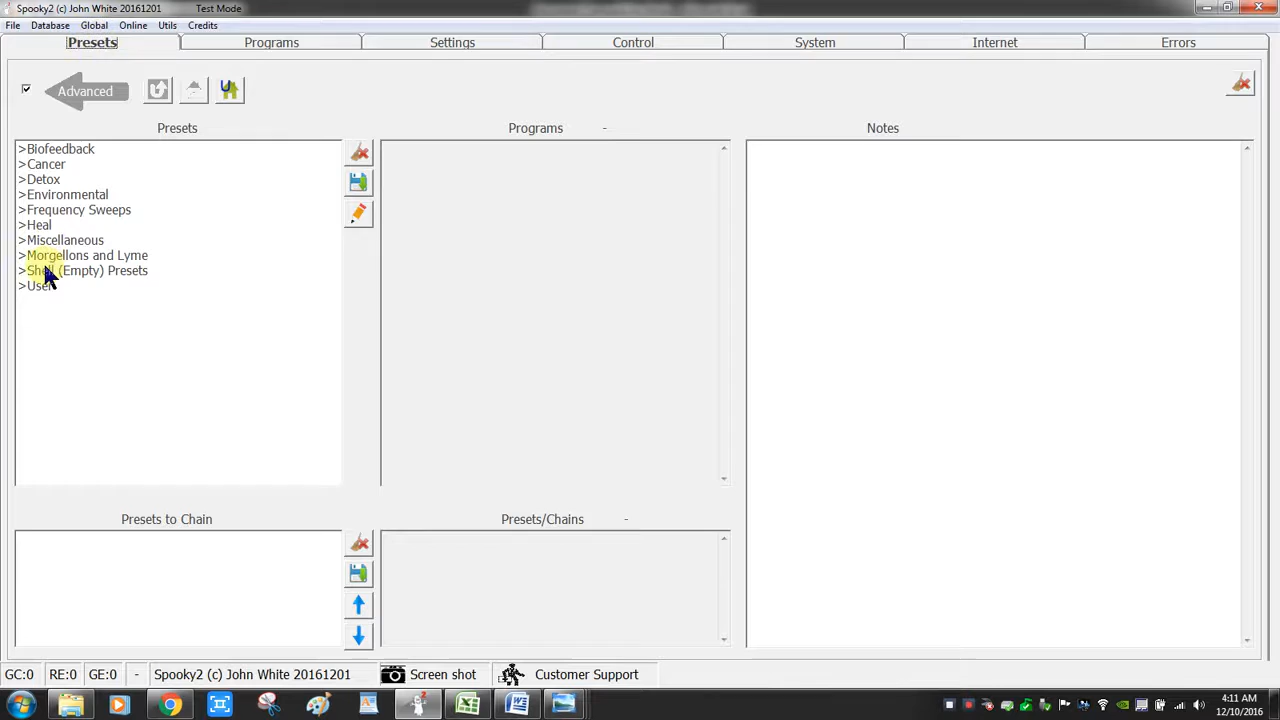 Spooky2 (c) John White 20161201 Test Mode
File Database Global Online Utils Credits
Presets Programs Settings Control System Internet Errors
Advanced
Presets Programs - Notes
>Biofeedback
>Cancer
>Detox
>Environmental
>Frequency Sweeps
>Heal
>Miscellaneous
>Morgellons and Lyme
>Shell (Empty) Presets
>User
Presets to Chain Presets/Chains -
GC:0 RE:0 GE:0 - Spooky2 (c) John White 20161201 Screen shot Customer Support
4:11 AM
12/10/2016